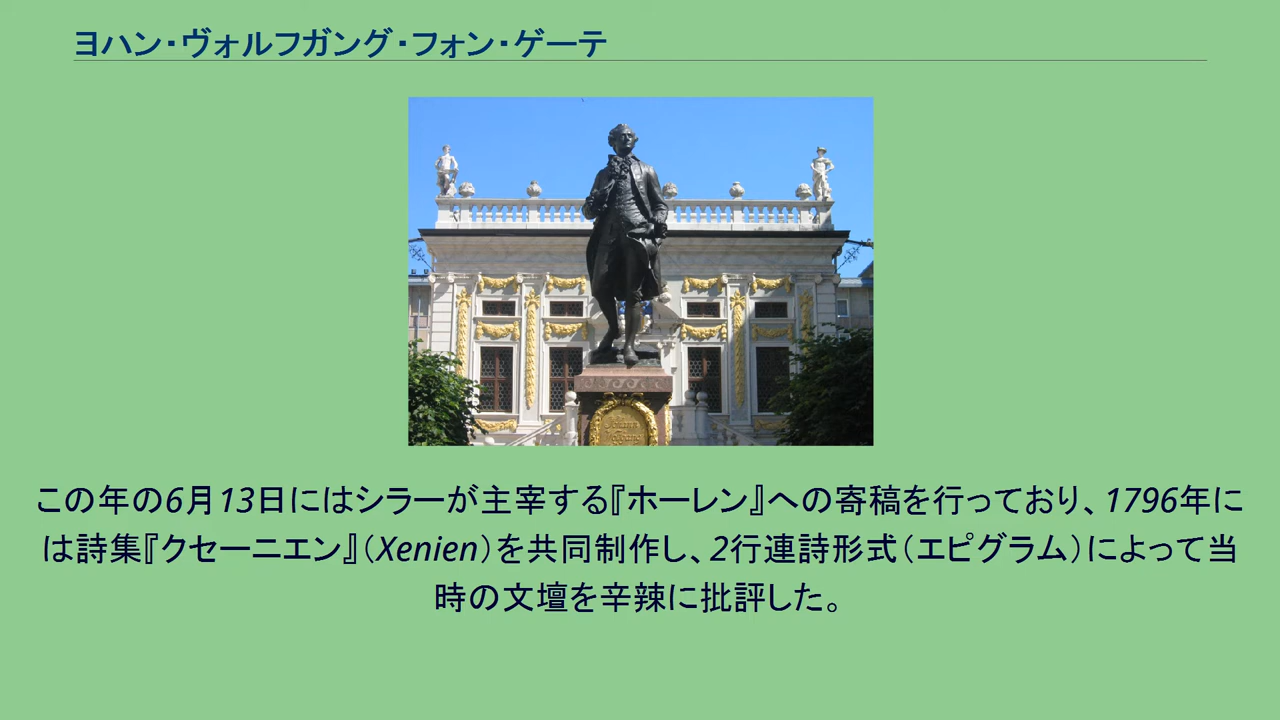 ヨハン・ヴォルフガング・フォン・ゲーテ
この年の6月13日にはシラーが主宰する『ホーレン』への寄稿を行っており、1796年に
は詩集『クセーニエン』（Xenien）を共同制作し、2行連詩形式（エピグラム）によって当
時の文壇を辛辣に批評した。